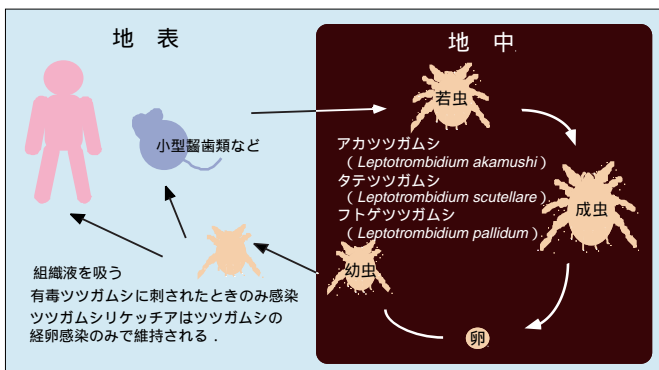 地 表
地 中
若虫
小型齧歯類など
アカツツガムシ
(Leptotrombidium akamushi)
タテツツガムシ
(Leptotrombidium scutellare)
フトゲツツガムシ
(Leptotrombidium pallidum)
成虫
幼虫
卵
組織液を吸う
有毒ツツガムシに刺されたときのみ感染
ツツガムシリケッチアはツツガムシの
経卵感染のみで維持される.